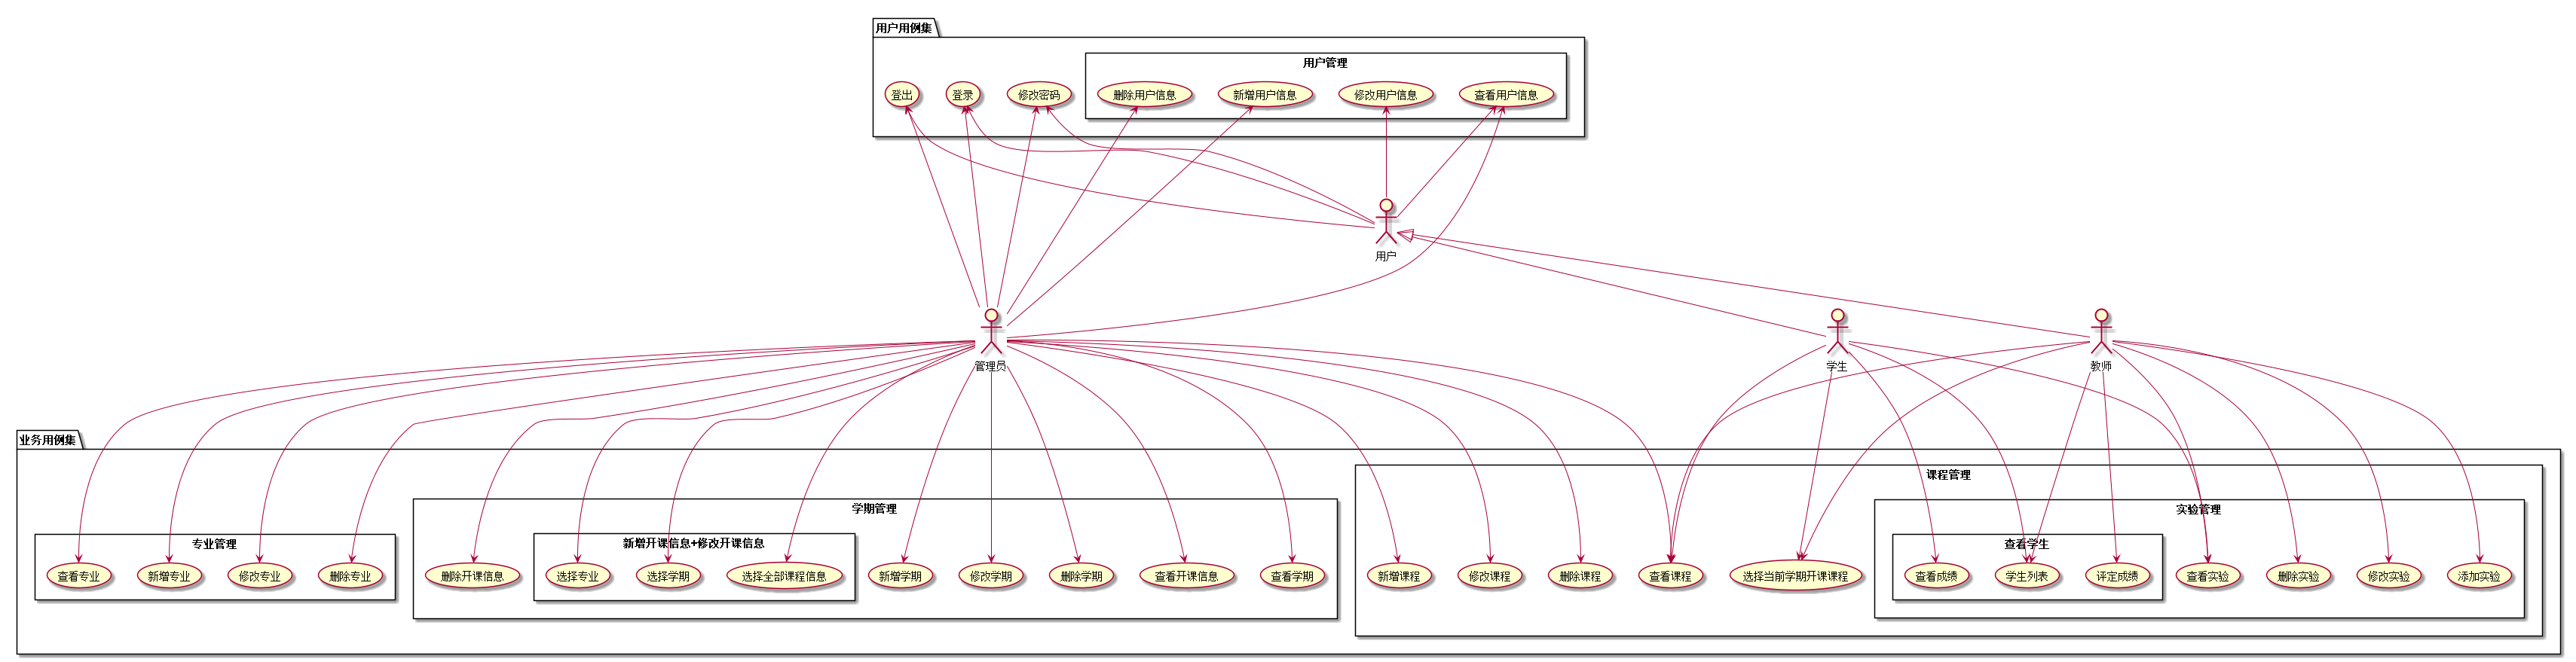 用户用例集
用户管理
登出
登录
修改密码
删除用户信息
新增用户信息
修改用户信息
查看用户信息
用户
管理员
学生
教师
业务用例集
课程管理
学期管理
实验管理
专业管理
新增开课信息+修改开课信息
查看学生
查看专业
新增专业
修改专业
删除专业
删除开课信息
选择专业
选择学期
选择全部课程信息
新增学期
修改学期
删除学期
查看开课信息
查看学期
新增课程
修改课程
删除课程
查看课程
选择当前学期开课课程
查看成绩
学生列表
评定成绩
查看实验
删除实验
修改实验
添加实验